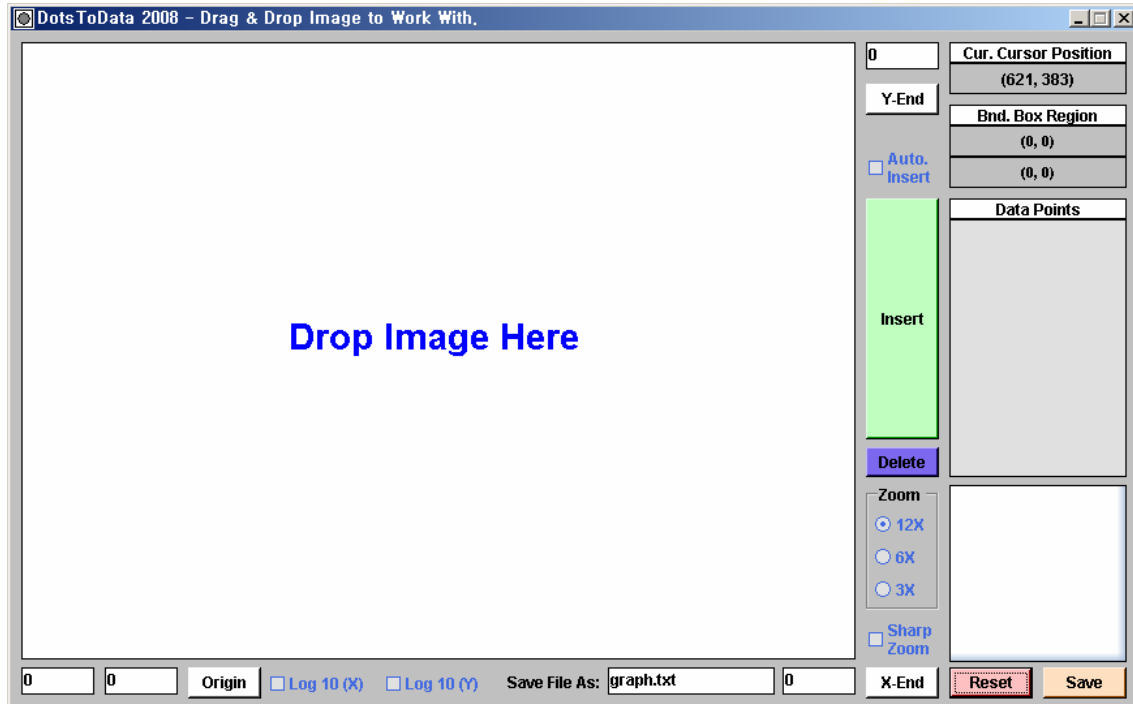 DotsToData 2008 - Drag & Drop Image to Work With.
0
Cur. Cursor Position
(621, 383)
Y-End
Bnd. Box Region
(0, 0)
(0, 0)
Auto.
Insert
Data Points
Insert
Drop Image Here
Delete
Zoom
12X
6X
3X
Sharp
Zoom
0
0
Origin
Log 10 (X)
Log 10 (Y)
Save File As:
graph.txt
0
X-End
Reset
Save